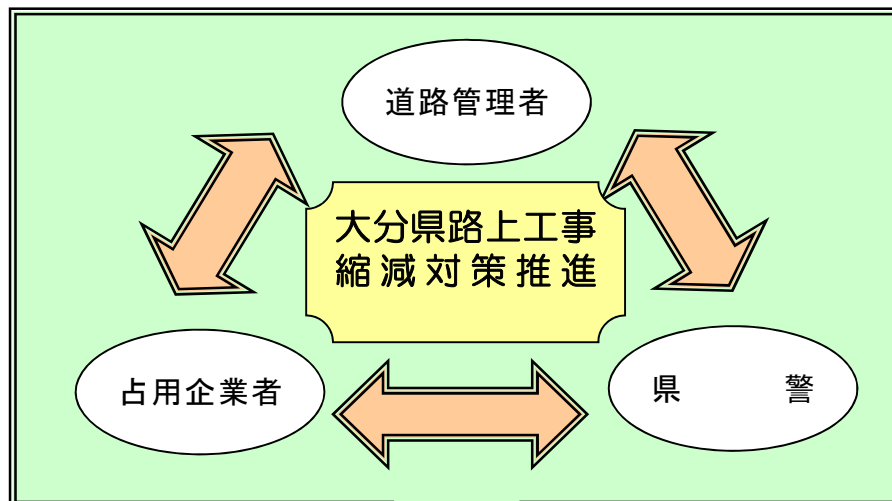 道路管理者
大分県路上工事
縮減対策推進
占用企業者
県　　　警